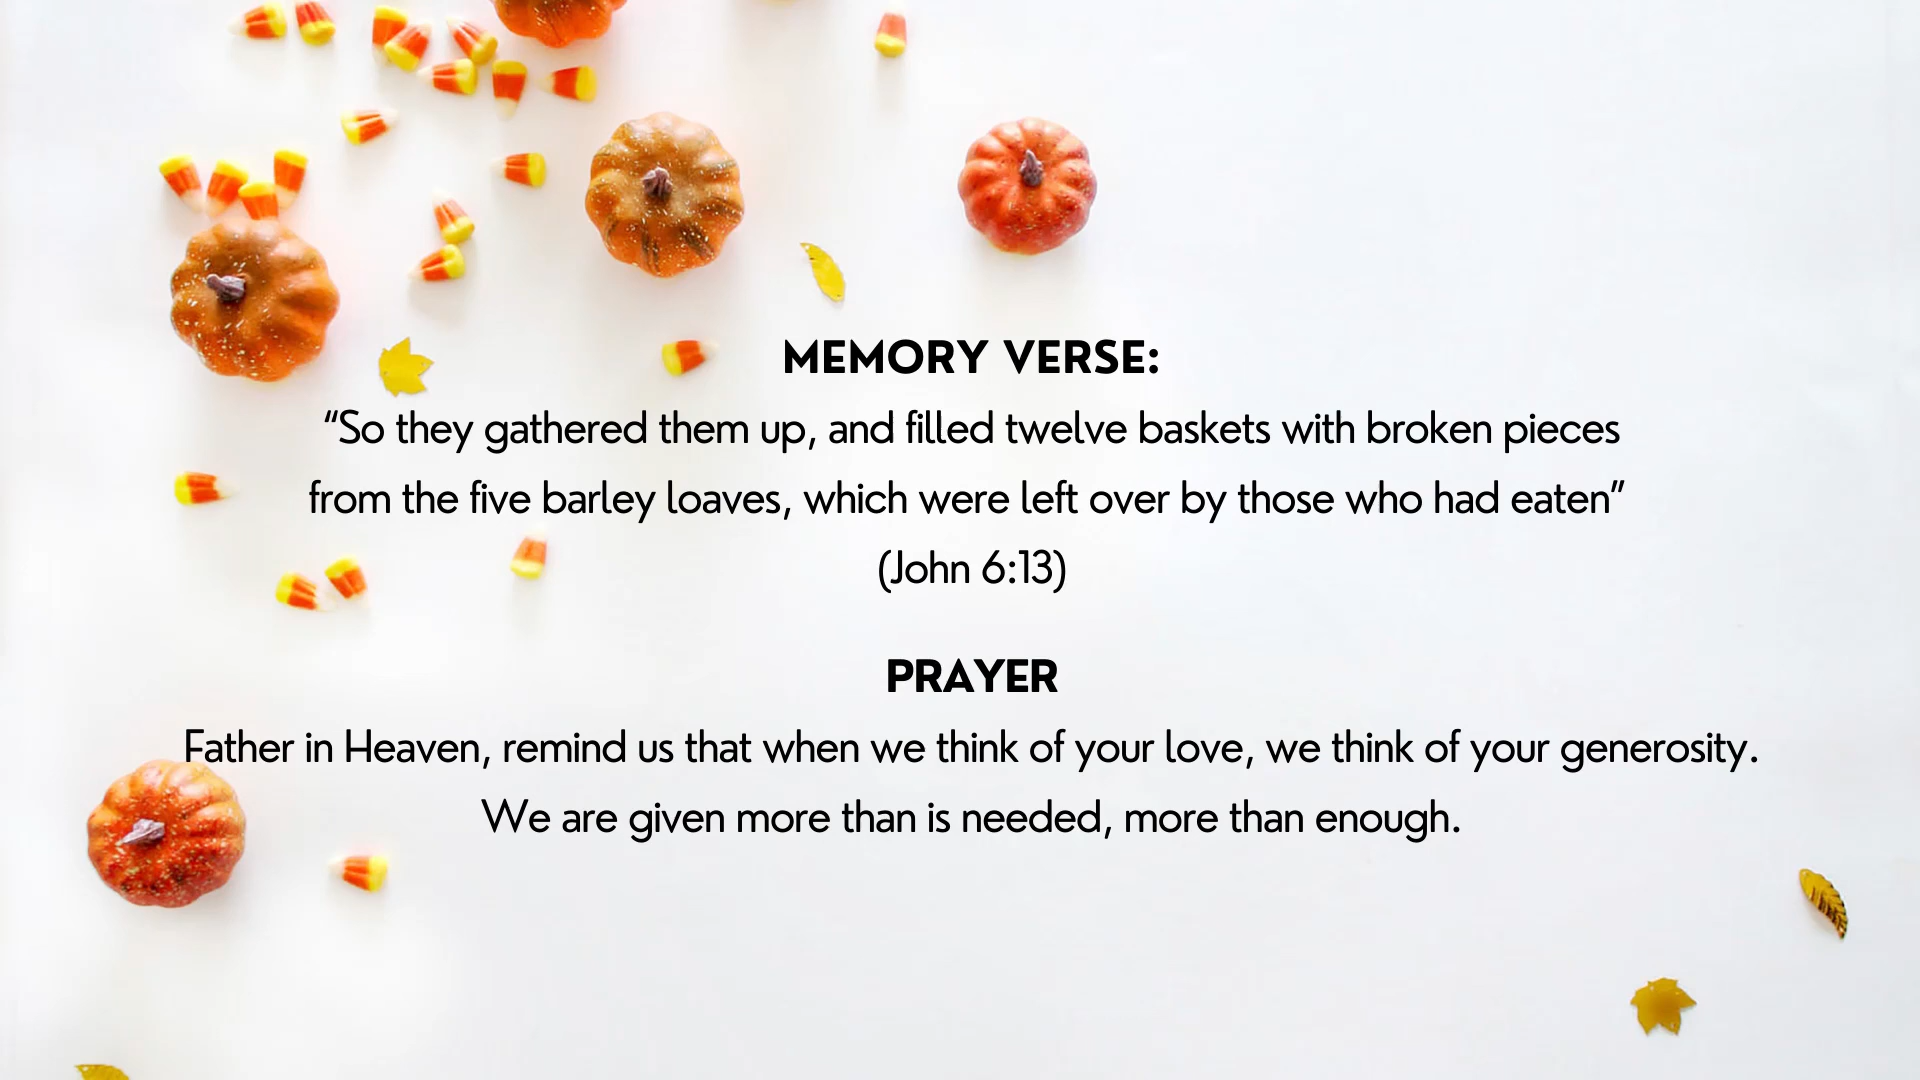 MEMORY VERSE:
“So they gathered them up, and filled twelve baskets with broken pieces
from the five barley loaves, which were left over by those who had eaten”
(John 6:13)
PRAYER
Father in Heaven, remind us that when we think of your love, we think of your generosity.
We are given more than is needed, more than enough.